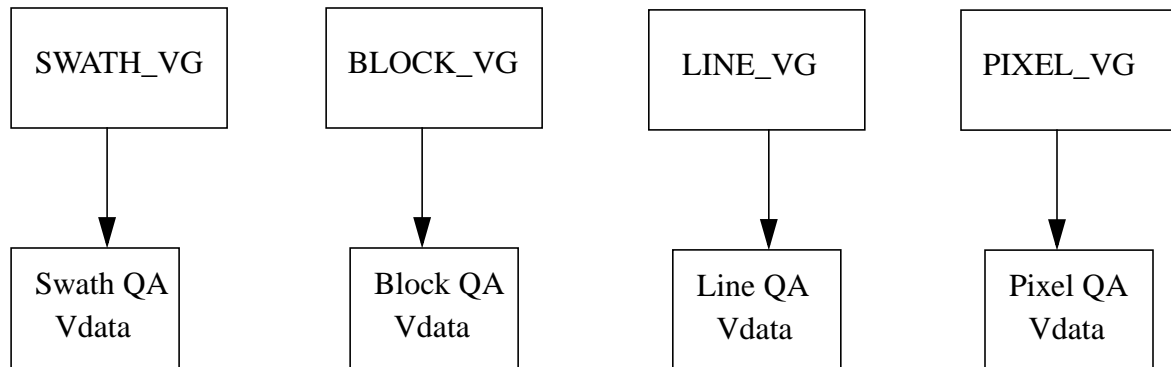 SWATH_VG
BLOCK_VG
LINE_VG
PIXEL_VG
Swath QA
Vdata
Block QA
Vdata
Line QA
Vdata
Pixel QA
Vdata